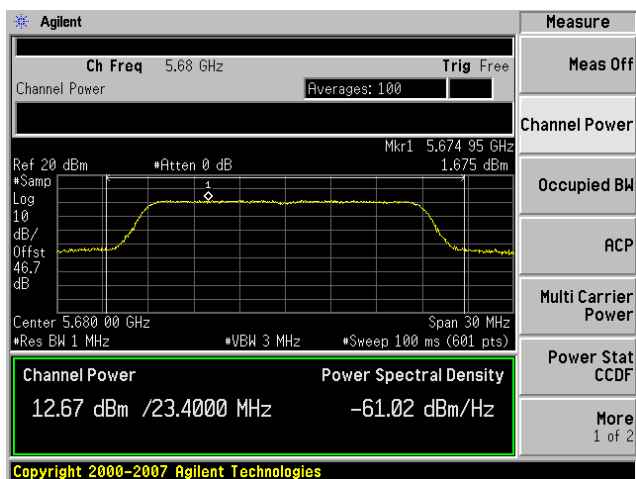 Agilent
Measure
Ch Freq 5.68 GHz Trig Free
Channel Power Averages: 100
Mkr1 5.674 95 GHz
Ref 20 dBm #Atten 0 dB 1.675 dBm
#Samp
Log
10
dB/
Offst
46.7
dB
1
Center 5.680 00 GHz Span 30 MHz
#Res BW 1 MHz #VBW 3 MHz #Sweep 100 ms (601 pts)
Channel Power Power Spectral Density
12.67 dBm /23.4000 MHz -61.02 dBm/Hz
Copyright 2000-2007 Agilent Technologies
Meas Off
Channel Power
Occupied BW
ACP
Multi Carrier
Power
Power Stat
CCDF
More
1 of 2